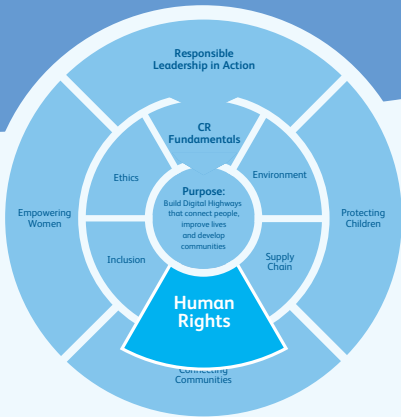 Responsible
Leadership in Action
CR
Fundamentals
Ethics
Environment
Purpose:
Build Digital Highways
that connect people,
improve lives
and develop
communities
Empowering
Women
Protecting
Children
Inclusion
Supply
Chain
Human
Rights
Connecting
Communities